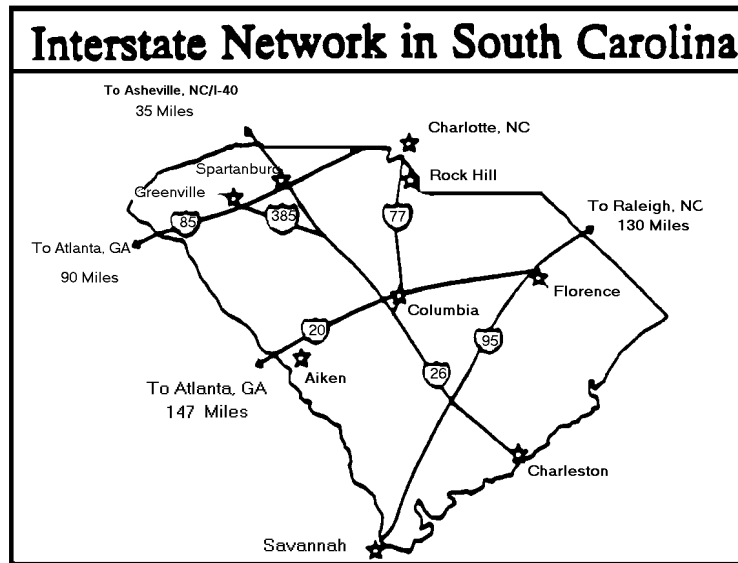 Interstate Network in South Carolina
To Asheville, NC/I-40
35 Miles
Charlotte, NC
Spartanburg
Rock Hill
Greenville
85
385
77
To Raleigh, NC
130 Miles
To Atlanta, GA
90 Miles
Florence
Columbia
20
95
Aiken
26
To Atlanta, GA
147 Miles
Charleston
Savannah